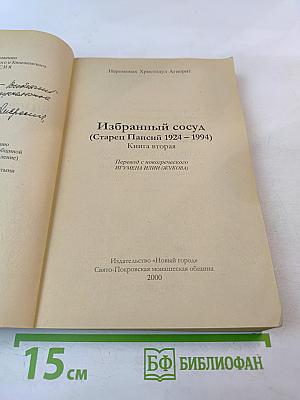 Иеромонах Христодул Агиорит
Избранный сосуд
(Старец Паисий 1924 – 1994)
Книга вторая
Перевод с новогреческого
ИГУМЕНА ИЛИИ (ЖУКОВА)
Издательство «Новый город»
Свято-Покровская монашеская община
2000
15 см
БФ БИБЛИОФАН